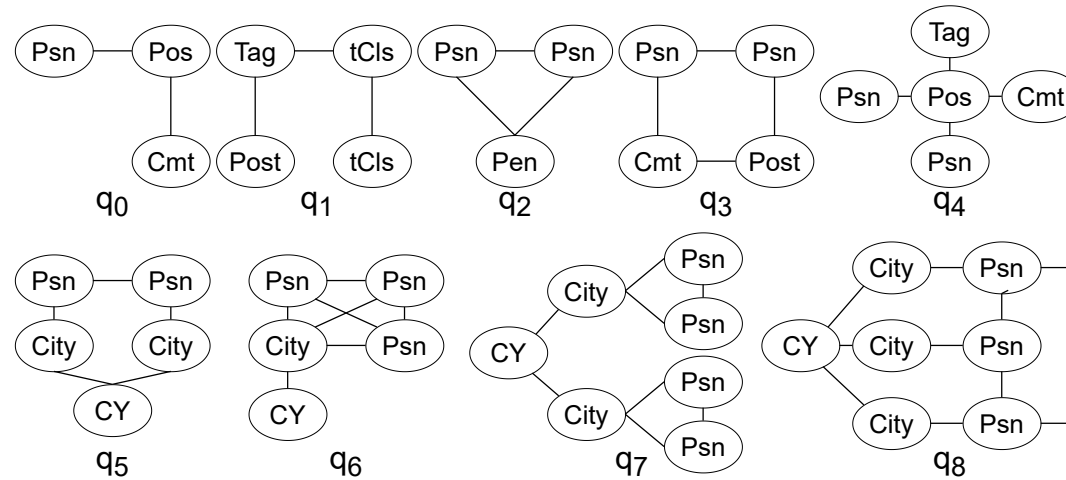 Psn Pos Tag tCls Psn Psn Psn Psn Tag
Psn Pos Cmt
Cmt Post tCls Pen Cmt Post Psn
q0 q1 q2 q3 q4
Psn Psn Psn Psn City Psn City Psn
City City City Psn CY Psn CY City Psn
CY CY City Psn City Psn
Psn
q5 q6 q7 q8